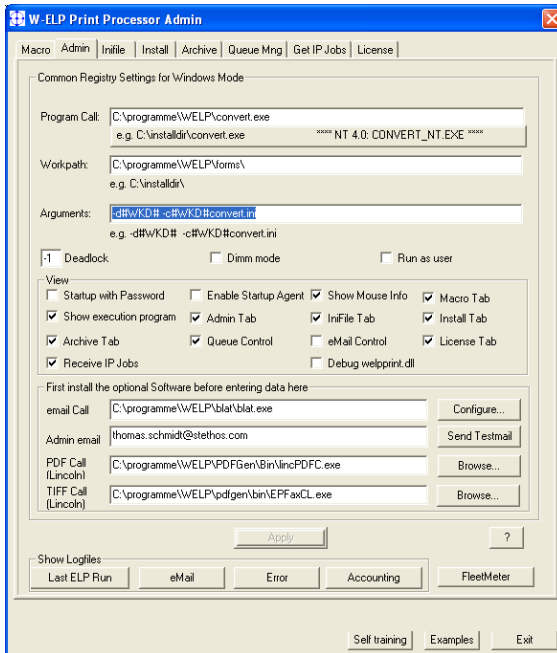 W-ELP Print Processor Admin
Macro Admin Inifile Install Archive Queue Mng Get IP Jobs License
Common Registry Settings for Windows Mode
Program Call: C:\programme\WELP\convert.exe
e.g. C:\installdir\convert.exe **** NT 4.0: CONVERT_NT.EXE ****
Workpath: C:\programme\WELP\forms\
e.g. C:\installdir\
Arguments: -d#WKD# -c#WKD#convert.ini
e.g. -d#WKD# -c#WKD#convert.ini
-1 Deadlock Dimm mode Run as user
View
Startup with Password Enable Startup Agent Show Mouse Info Macro Tab
Show execution program Admin Tab IniFile Tab Install Tab
Archive Tab Queue Control eMail Control License Tab
Receive IP Jobs Debug welpprint.dll
First install the optional Software before entering data here
email Call C:\programme\WELP\blat\blat.exe Configure...
Admin email thomas.schmidt@stethos.com Send Testmail
PDF Call C:\programme\WELP\PDFGen\Bin\lincPDFC.exe Browse...
(Lincoln)
TIFF Call C:\programme\WELP\pdfgen\bin\EPFaxCL.exe Browse...
(Lincoln)
Apply ?
Show Logfiles
Last ELP Run eMail Error Accounting FleetMeter
Self training Examples Exit